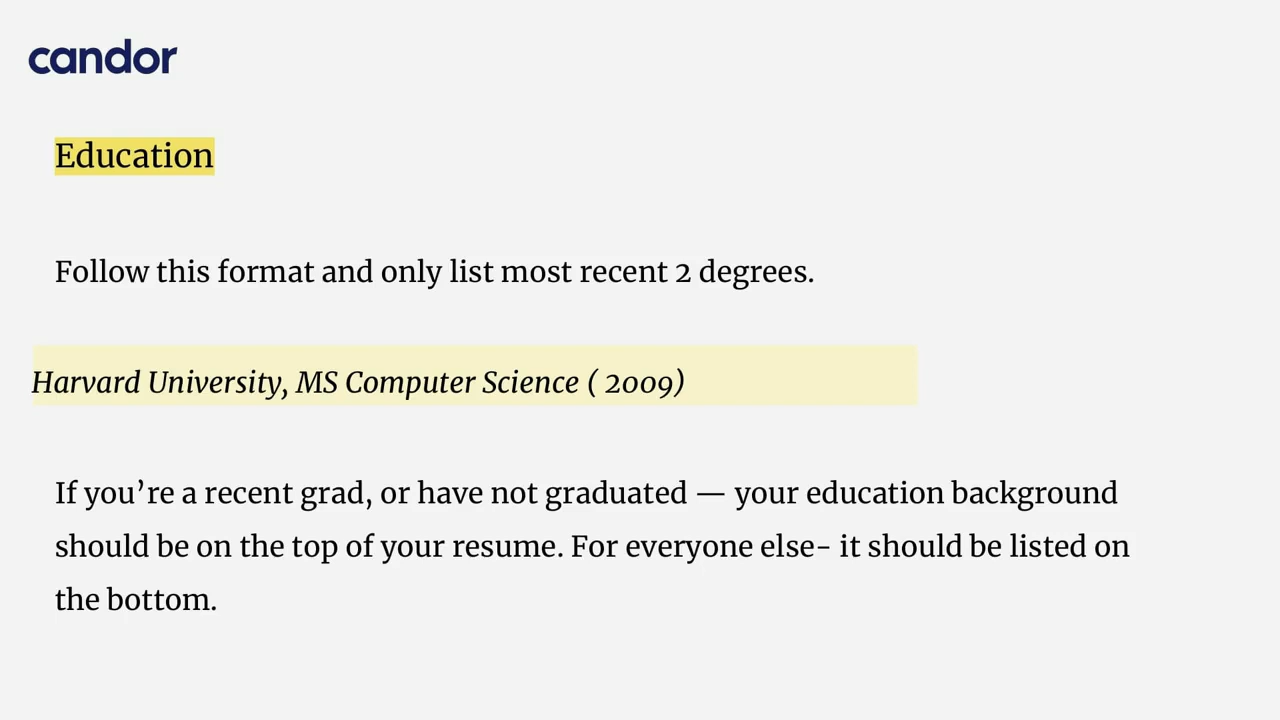 candor
Education
Follow this format and only list most recent 2 degrees.
Harvard University, MS Computer Science ( 2009)
If you’re a recent grad, or have not graduated — your education background
should be on the top of your resume. For everyone else- it should be listed on
the bottom.